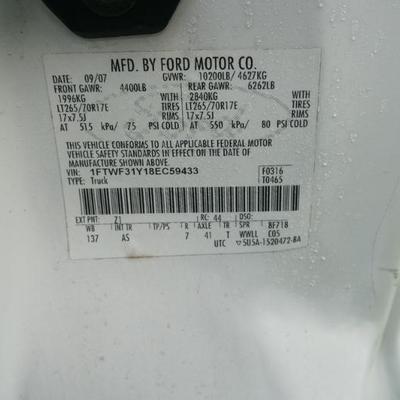 MFD. BY FORD MOTOR CO.
DATE: 09/07 GVWR: 10200LB/ 4627KG
FRONT GAWR: 4400LB REAR GAWR: 6262LB
1996KG 2840KG
LT265/70R17E TIRES LT265/70R17E TIRES
17x7.5J RIMS 17x7.5J RIMS
AT 515 kPa/ 75 PSI COLD AT 550 kPa/ 80 PSI COLD
THIS VEHICLE CONFORMS TO ALL APPLICABLE FEDERAL MOTOR
VEHICLE SAFETY STANDARDS IN EFFECT ON THE DATE OF
MANUFACTURE SHOWN ABOVE.
VEH. IDENT. NO.: 1FTWF31Y18EC59433 F0316
TYPE: Truck T0465
EXT PNT: Z1 RC: 44 DSO:
WB INT TR TP/PS R AXLE TR SPR 8F718
137 AS 7 41 T WWLL C05
UTC ▽5U5A-1520472-BA